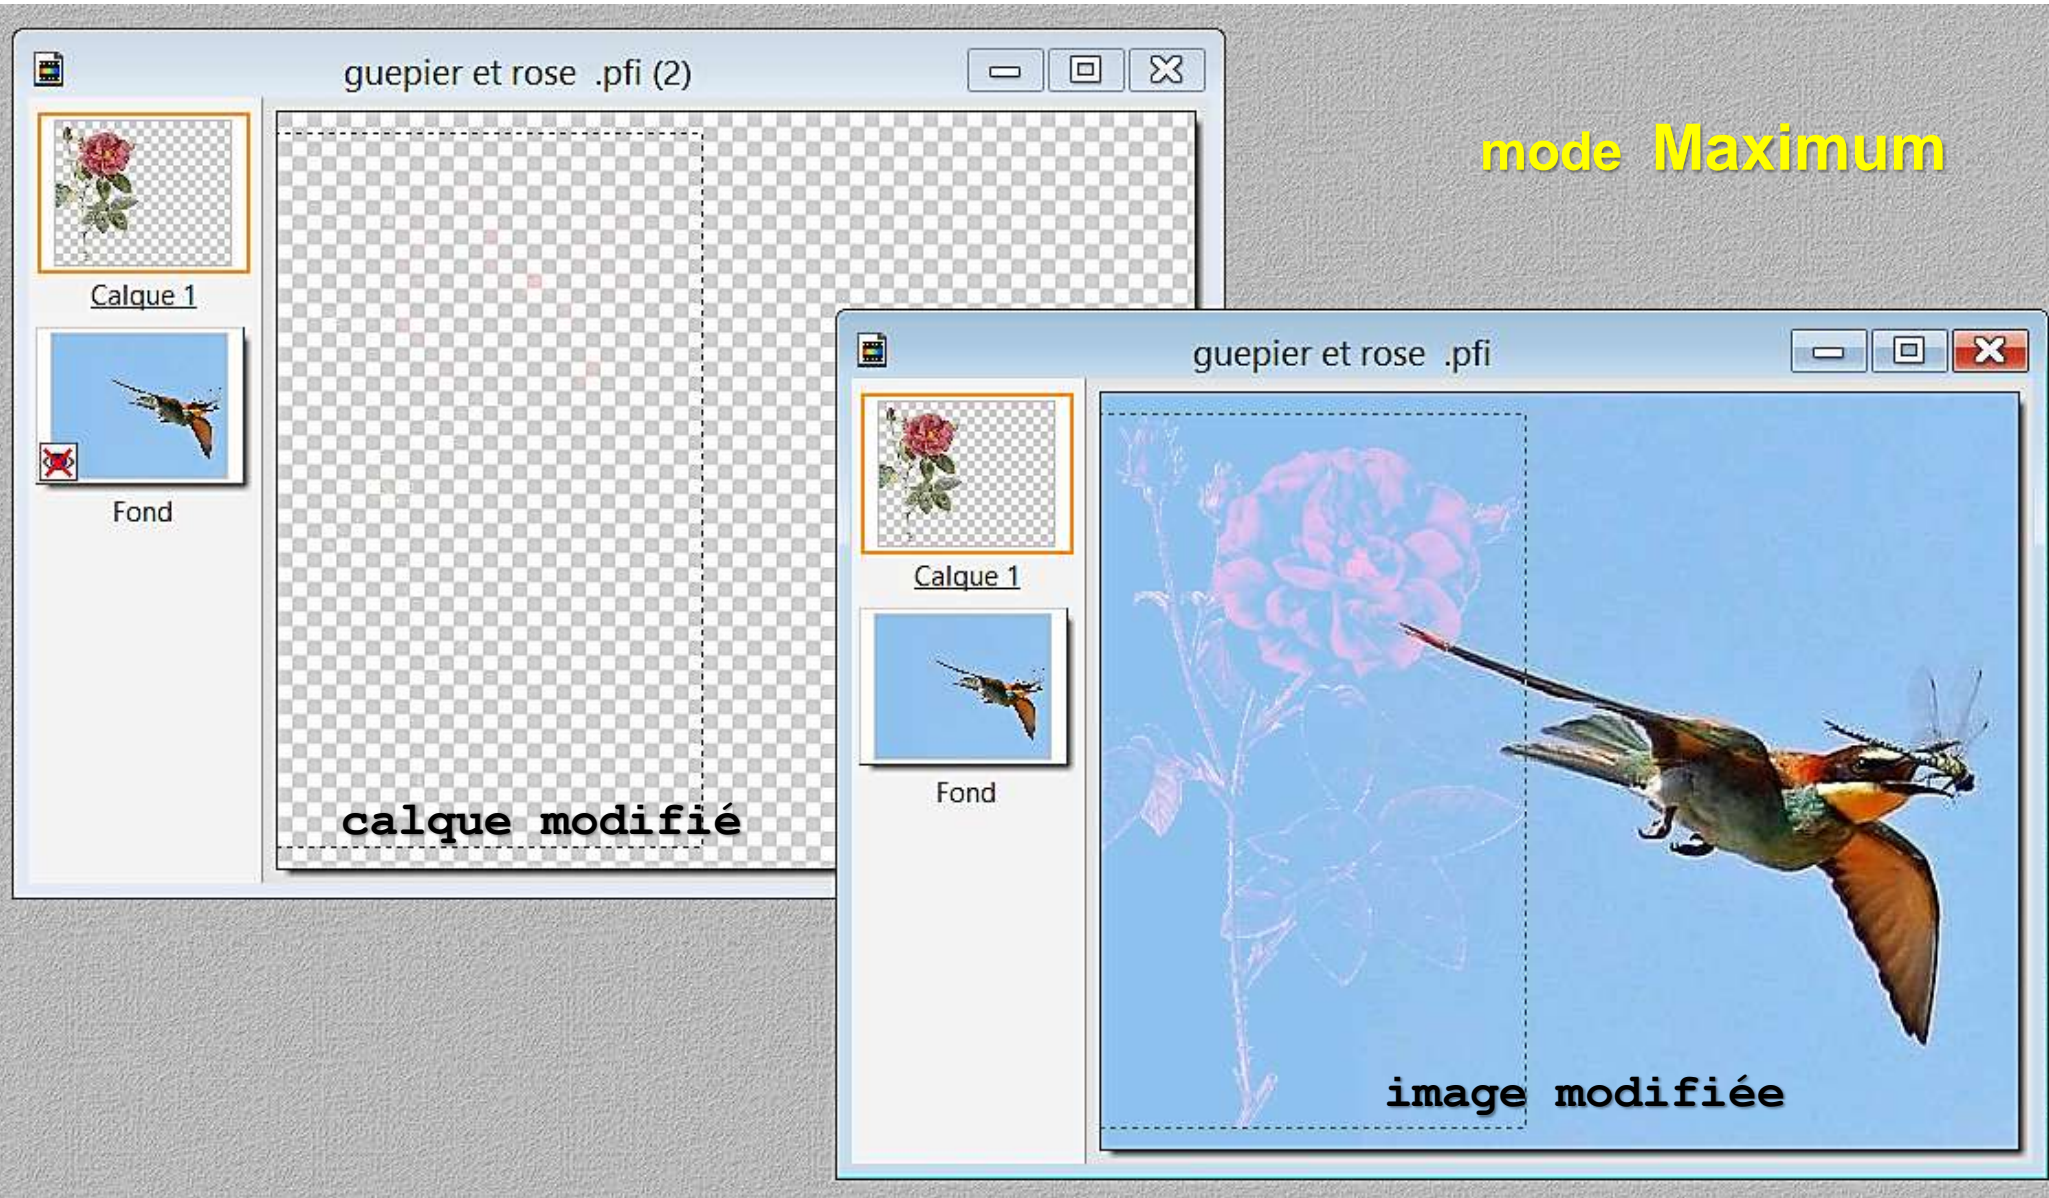 guepier et rose .pfi (2)
mode Maximum
Calque 1
Fond
calque modifié
guepier et rose .pfi
Calque 1
Fond
image modifiée